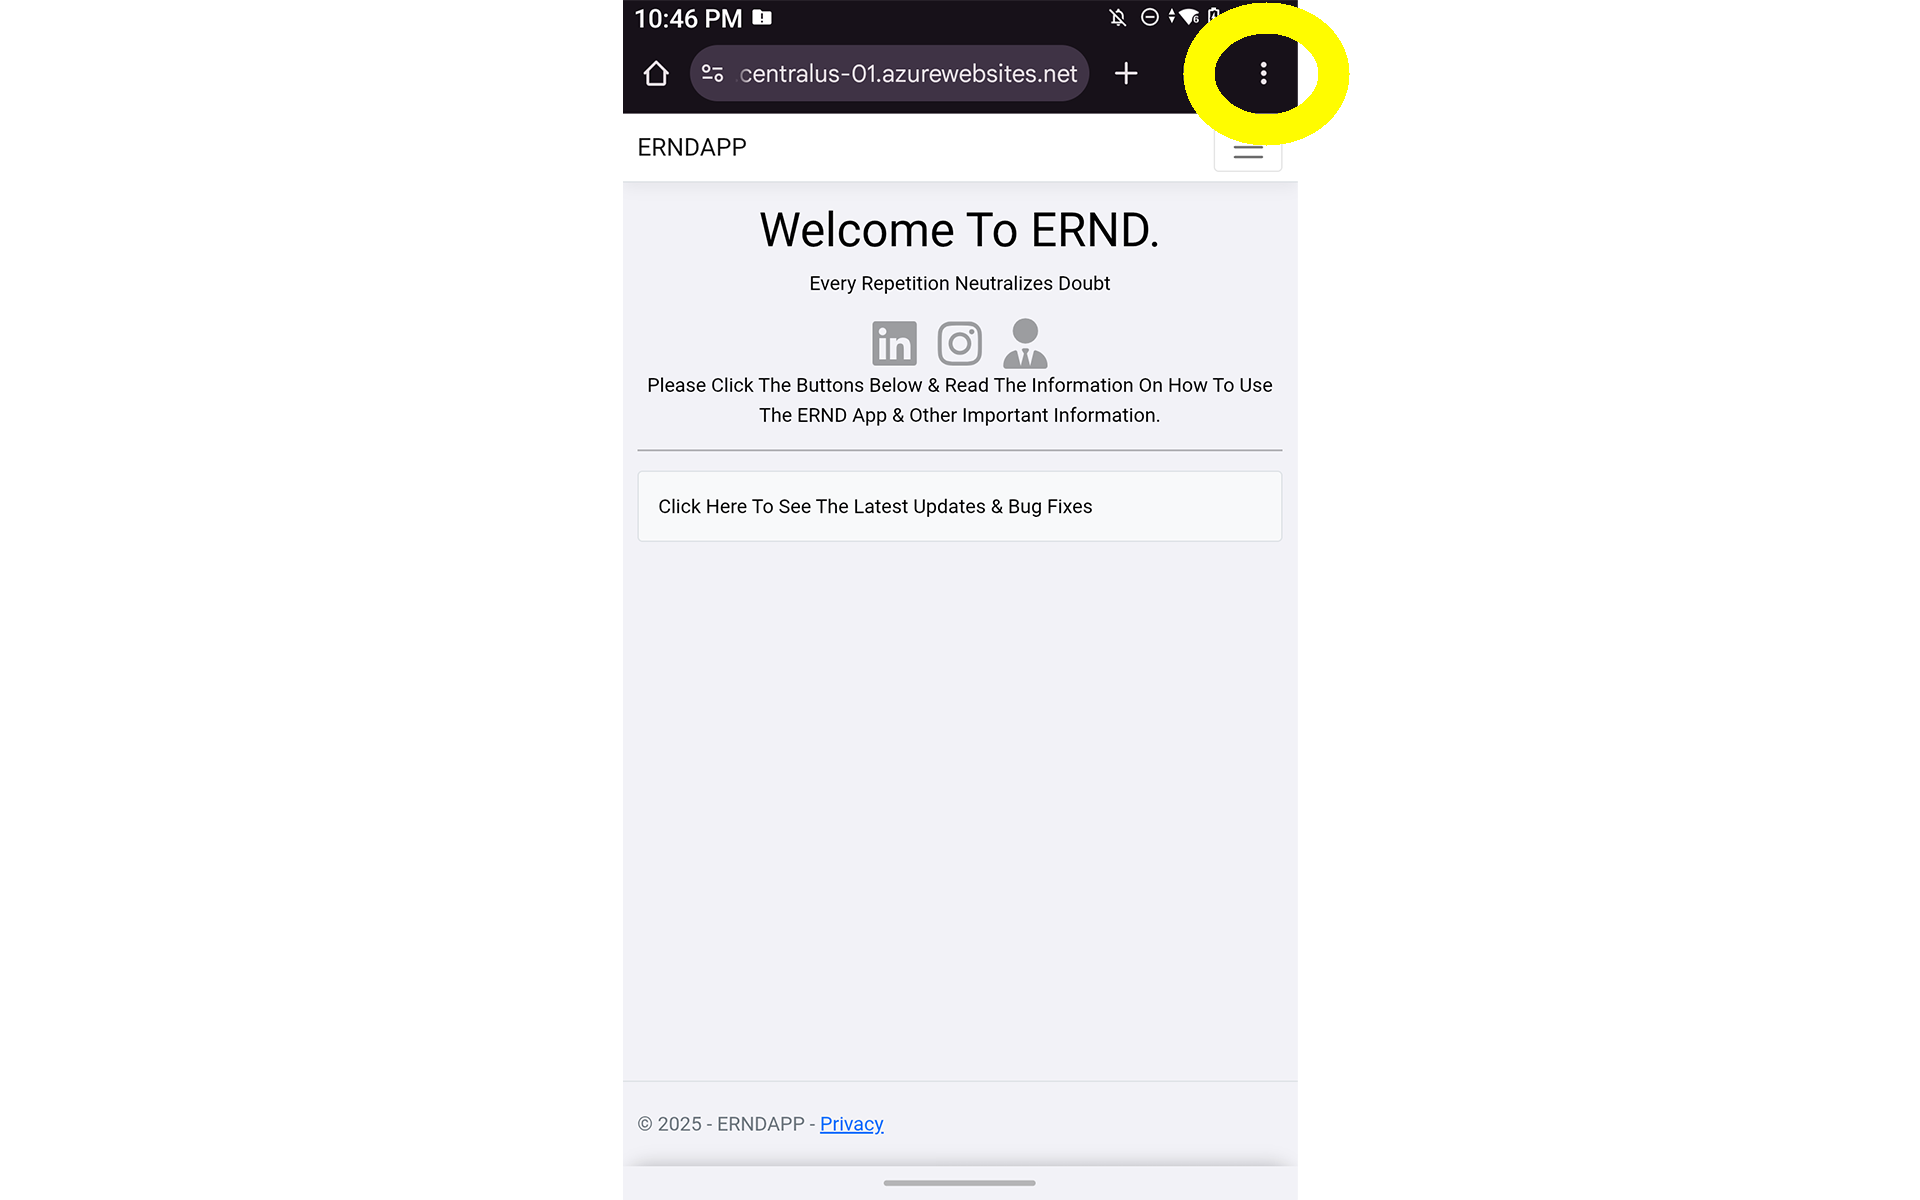 10:46 PM
centralus-01.azurewebsites.net
ERNDAPP
Welcome To ERND.
Every Repetition Neutralizes Doubt
in
Please Click The Buttons Below & Read The Information On How To Use
The ERND App & Other Important Information.
Click Here To See The Latest Updates & Bug Fixes
© 2025 - ERNDAPP - Privacy